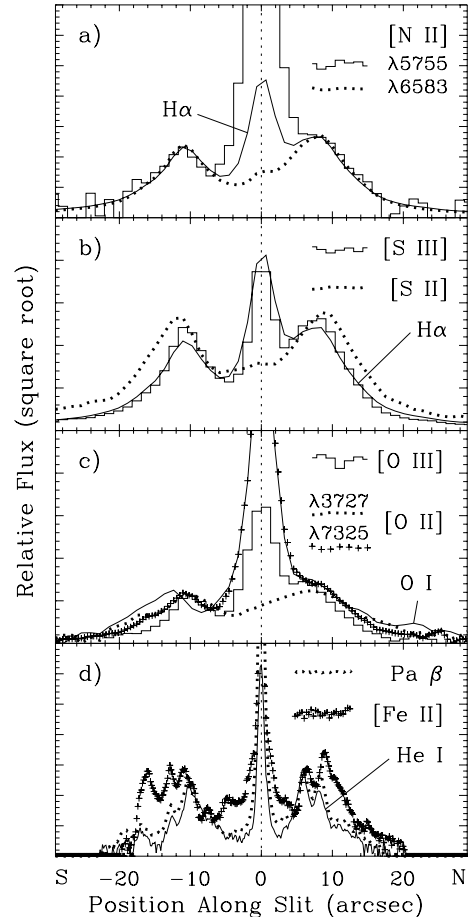 a)
[N II]
λ5755
λ6583
Hα
b)
[S III]
[S II]
Hα
c)
[O III]
λ3727
[O II]
λ7325
O I
d)
Pa β
[Fe II]
He I
Relative Flux (square root)
S −20 −10 0 10 20 N
Position Along Slit (arcsec)